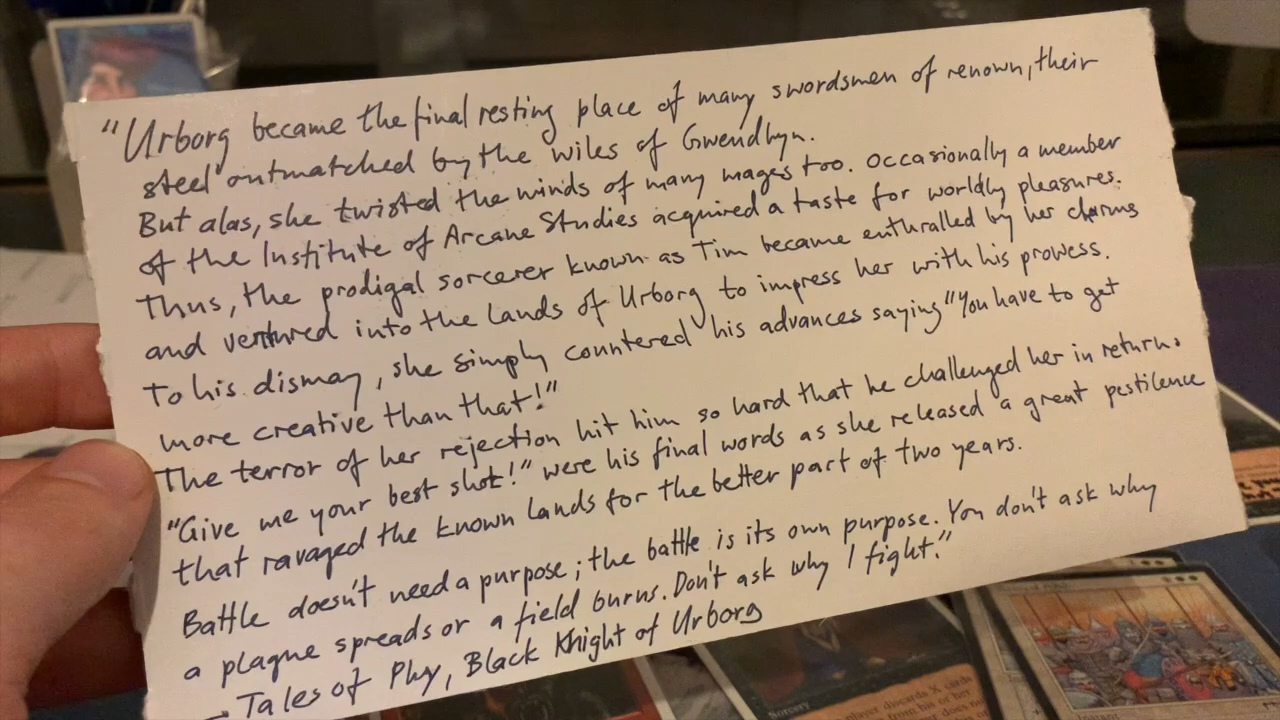 "Urborg became the final resting place of many swordsmen of renown, their
steel outmatched by the wiles of Gwendlyn.
But alas, she twisted the minds of many mages too. Occasionally a member
of the Institute of Arcane Studies acquired a taste for worldly pleasures.
Thus, the prodigal sorcerer known as Tim became enthralled by her charms
and ventured into the lands of Urborg to impress her with his prowess.
To his dismay, she simply countered his advances saying "You have to get
more creative than that!"
The terror of her rejection hit him so hard that he challenged her in return.
"Give me your best shot!" were his final words as she released a great pestilence
that ravaged the known lands for the better part of two years.
Battle doesn't need a purpose; the battle is its own purpose. You don't ask why
a plague spreads or a field burns. Don't ask why I fight."
- Tales of Phy, Black Knight of Urborg
Sorcery
player discards X cards
from his or her